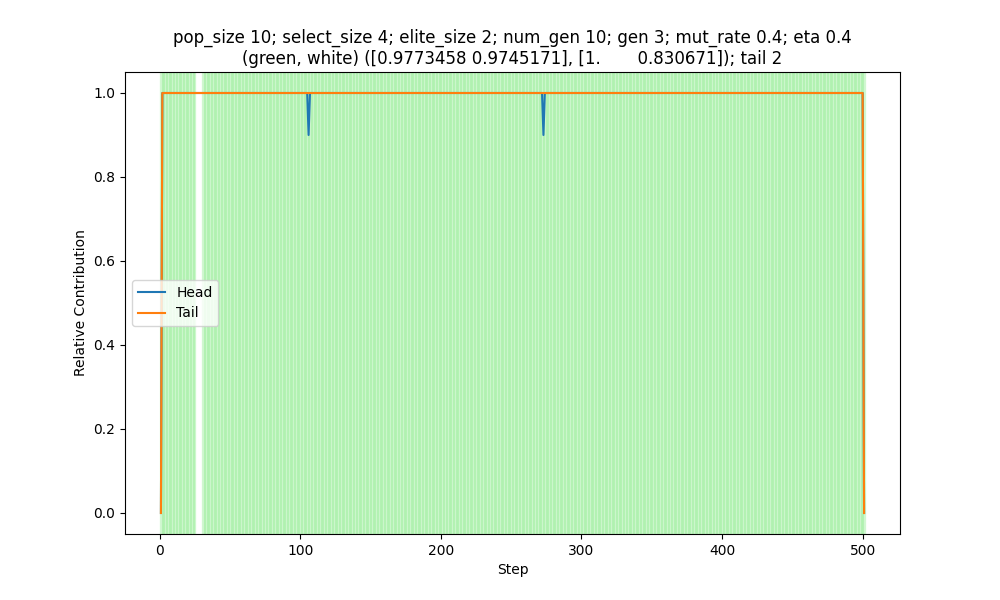 pop_size 10; select_size 4; elite_size 2; num_gen 10; gen 3; mut_rate 0.4; eta 0.4
(green, white) ([0.9773458 0.9745171], [1.       0.830671]); tail 2
1.0
0.8
0.6
0.4
0.2
0.0
Relative Contribution
Head
Tail
0 100 200 300 400 500
Step